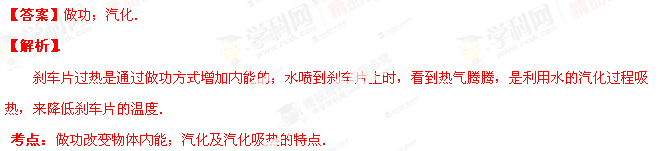 【答案】做功；汽化．
【解析】
刹车片过热是通过做功方式增加内能的；水喷到刹车片上时，看到热气腾腾，是利用水的汽化过程吸
热，来降低刹车片的温度．
考点：做功改变物体内能；汽化及汽化吸热的特点．